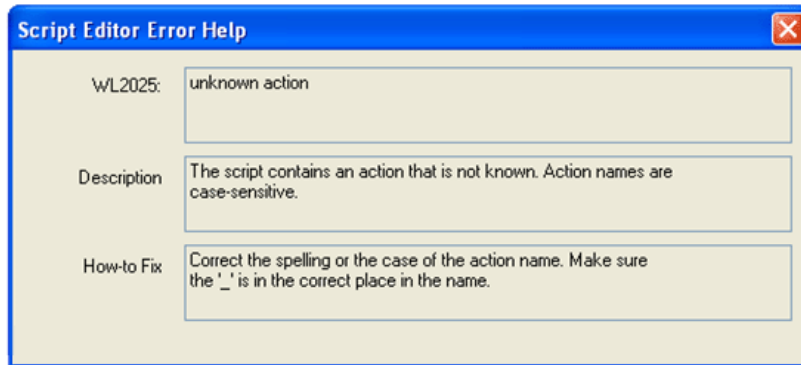 Script Editor Error Help
WL2025: unknown action
Description The script contains an action that is not known. Action names are
case-sensitive.
How-to Fix Correct the spelling or the case of the action name. Make sure
the '_' is in the correct place in the name.